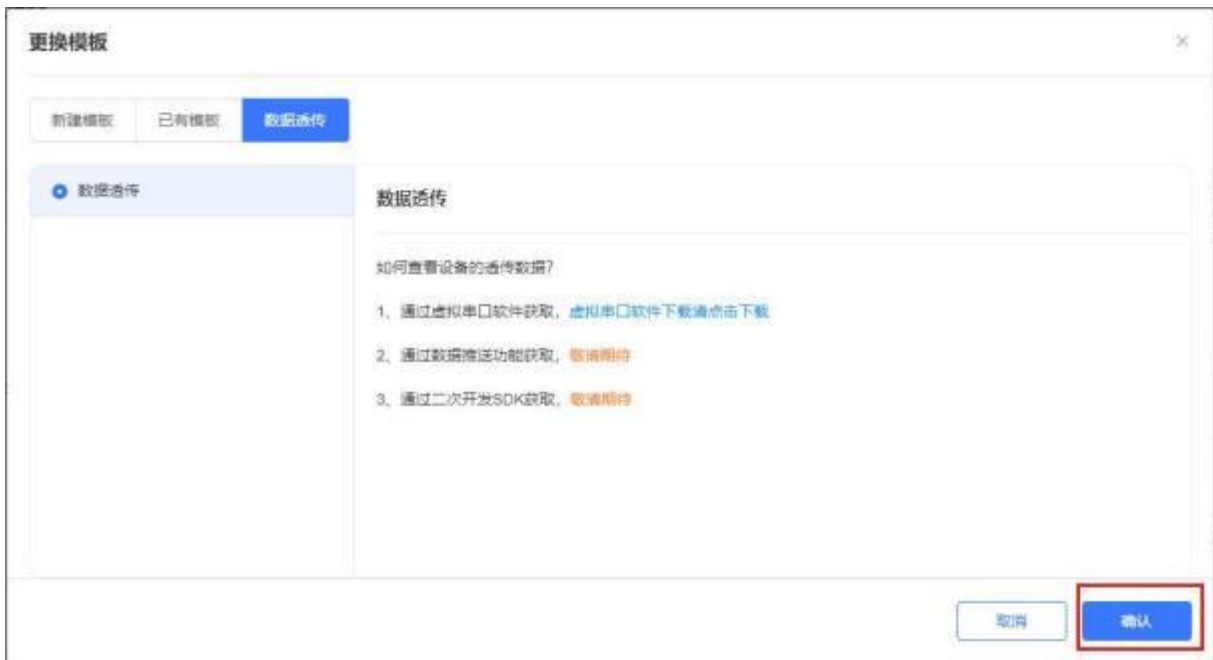 更换模板
×
新建模板 已有模板 数据透传
数据透传
数据透传
如何查看设备的透传数据？
1、通过虚拟串口软件获取，虚拟串口软件下载请点击下载
2、通过数据推送功能获取，敬请期待
3、通过二次开发SDK获取，敬请期待
取消 确认